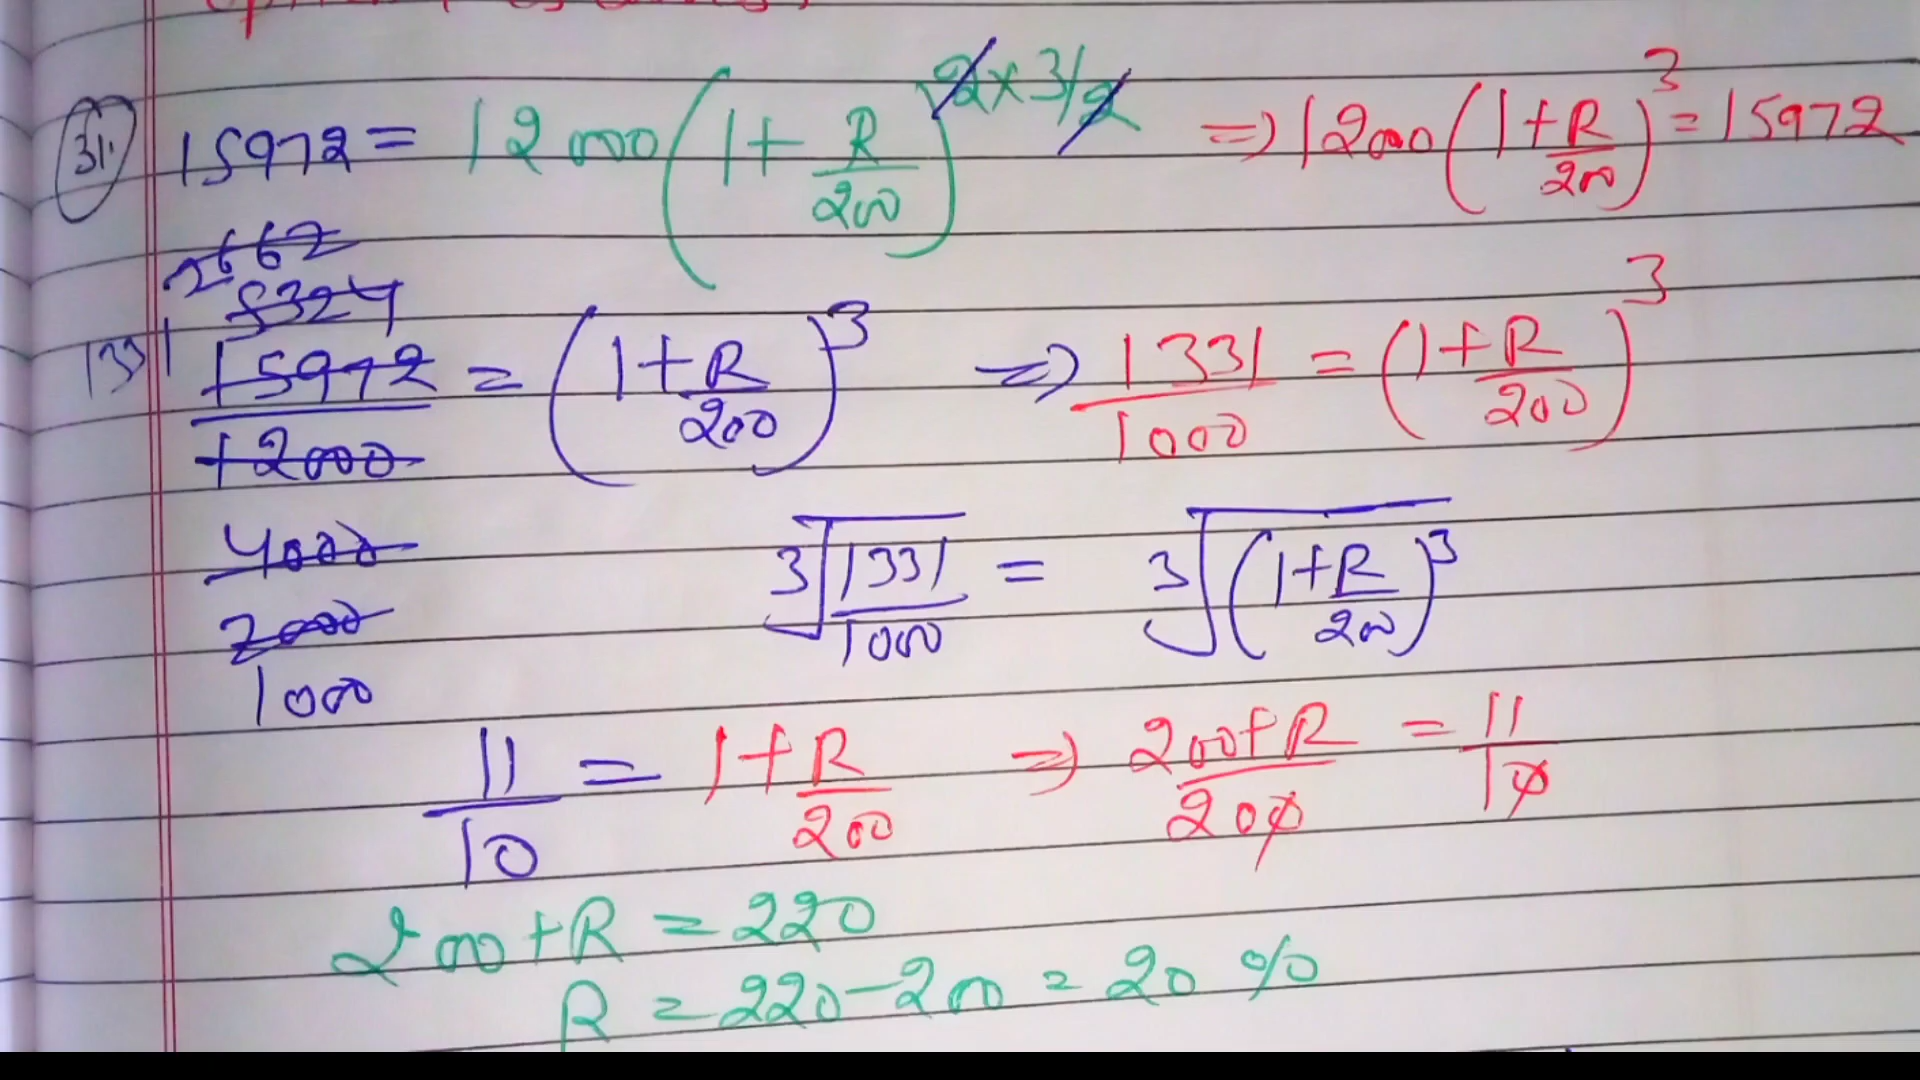 31. 15972 = 12000(1+R/200)^2×3/2 => 12000(1+R/200)^3 = 15972
2662
5324
1331 15972/12000 = (1+R/200)^3 => 1331/1000 = (1+R/200)^3
4000 ∛1331/1000 = ∛(1+R/200)^3
2000
1000
11/10 = 1+R/200 => 200+R/200 = 11/10
200+R = 220
R = 220-200 = 20 %